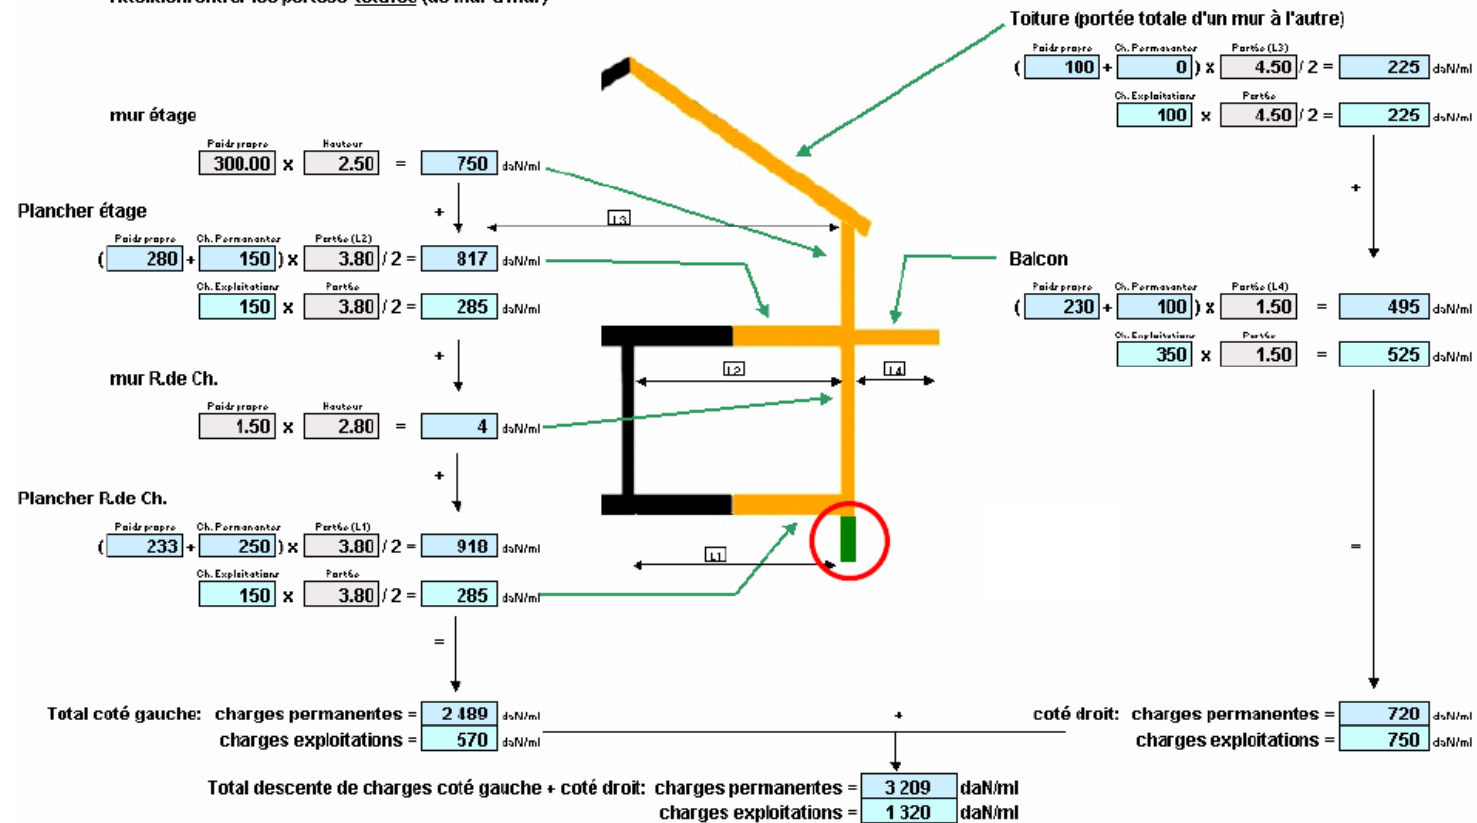 Toiture (portée totale d'un mur à l'autre)
Poids propre Ch. Permanantes Portée (L3)
( 100 + 0 ) x 4.50 / 2 = 225 daN/ml
Ch. Exploitations Portée
100 x 4.50 / 2 = 225 daN/ml
+
mur étage
Poids propre Hauteur
300.00 x 2.50 = 750 daN/ml
+
L3
Plancher étage
Poids propre Ch. Permanantes Portée (L2)
( 280 + 150 ) x 3.80 / 2 = 817 daN/ml
Ch. Exploitations Portée
150 x 3.80 / 2 = 285 daN/ml
+
Balcon
Poids propre Ch. Permanantes Portée (L4)
( 230 + 100 ) x 1.50 = 495 daN/ml
Ch. Exploitations Portée
350 x 1.50 = 525 daN/ml
L2
L4
mur R.de Ch.
Poids propre Hauteur
1.50 x 2.80 = 4 daN/ml
+
Plancher R.de Ch.
Poids propre Ch. Permanantes Portée (L1)
( 233 + 250 ) x 3.80 / 2 = 918 daN/ml
Ch. Exploitations Portée
150 x 3.80 / 2 = 285 daN/ml
L1
=
=
Total coté gauche: charges permanentes = 2 489 daN/ml
charges exploitations = 570 daN/ml
+
coté droit: charges permanentes = 720 daN/ml
charges exploitations = 750 daN/ml
Total descente de charges coté gauche + coté droit: charges permanentes = 3 209 daN/ml
charges exploitations = 1 320 daN/ml